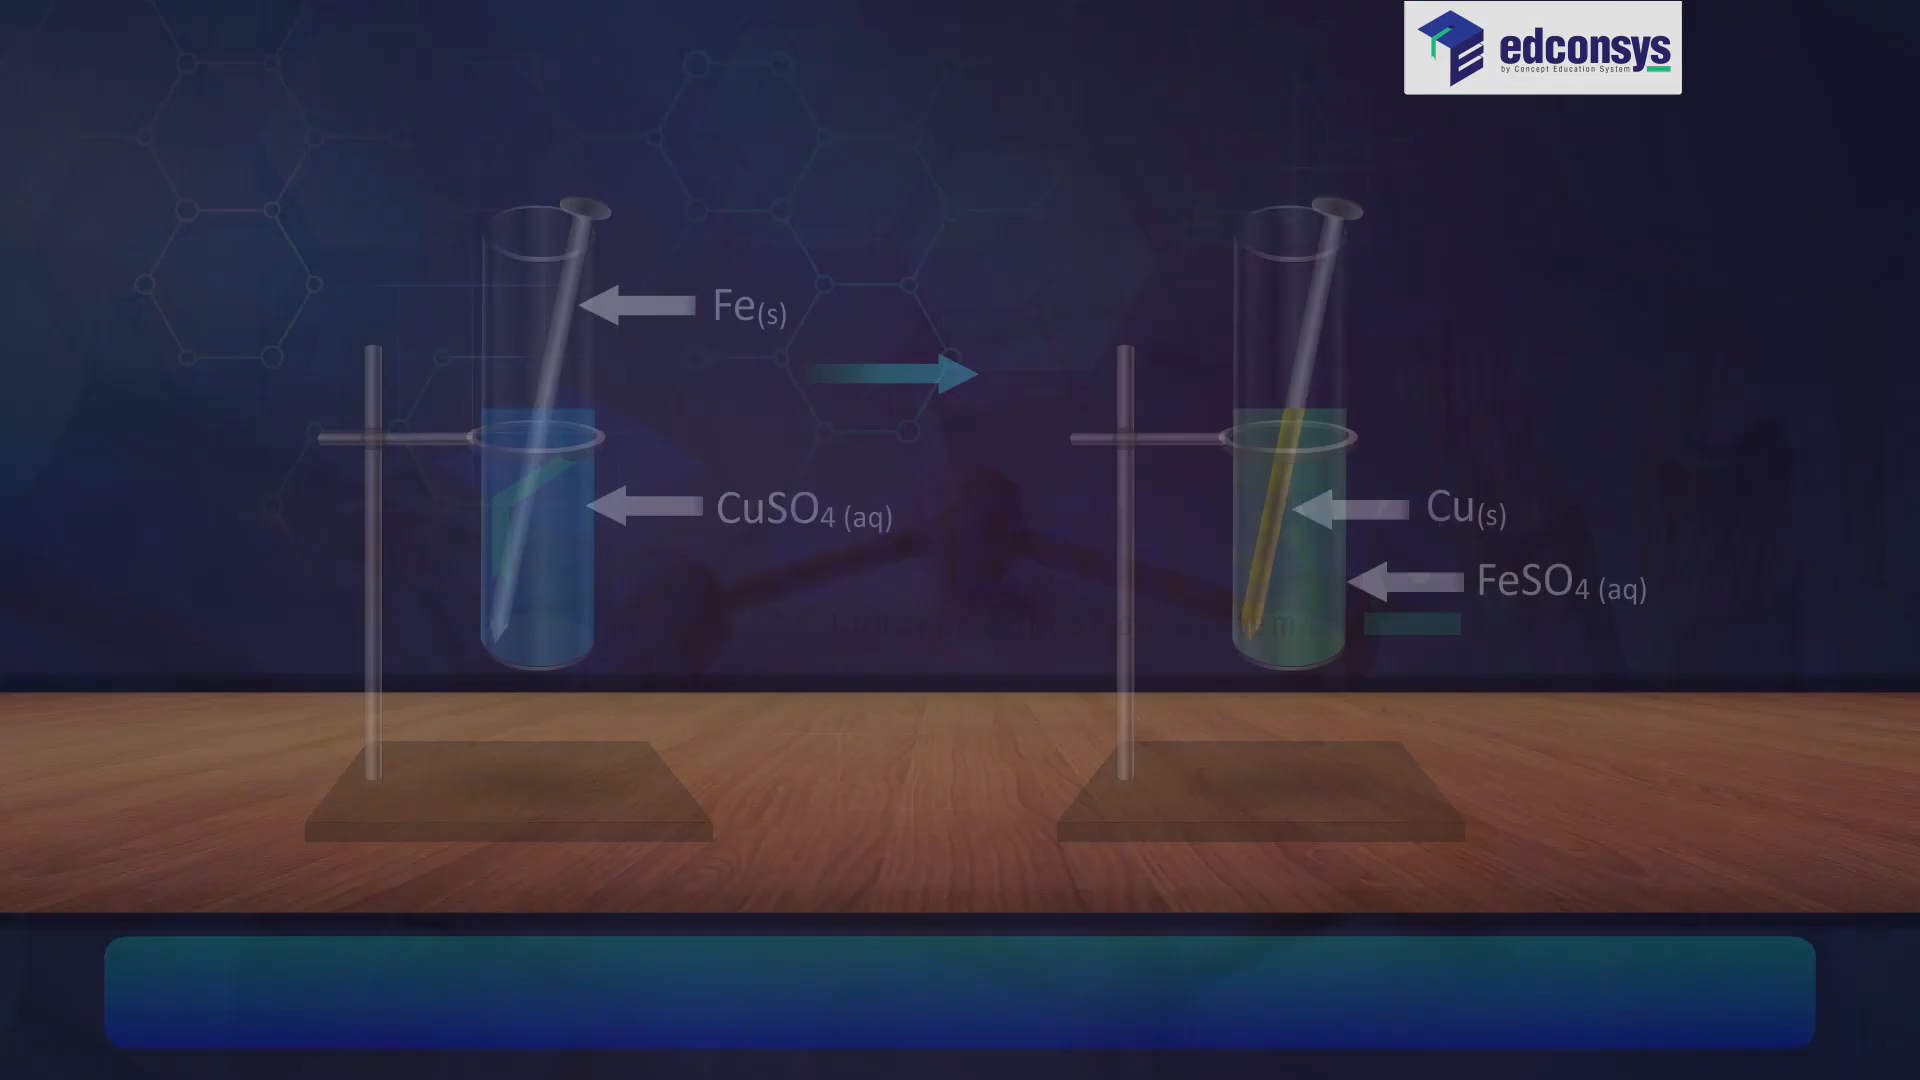 edconsys
by Concept Education System
Fe(s)
CuSO4 (aq)
Cu(s)
FeSO4 (aq)